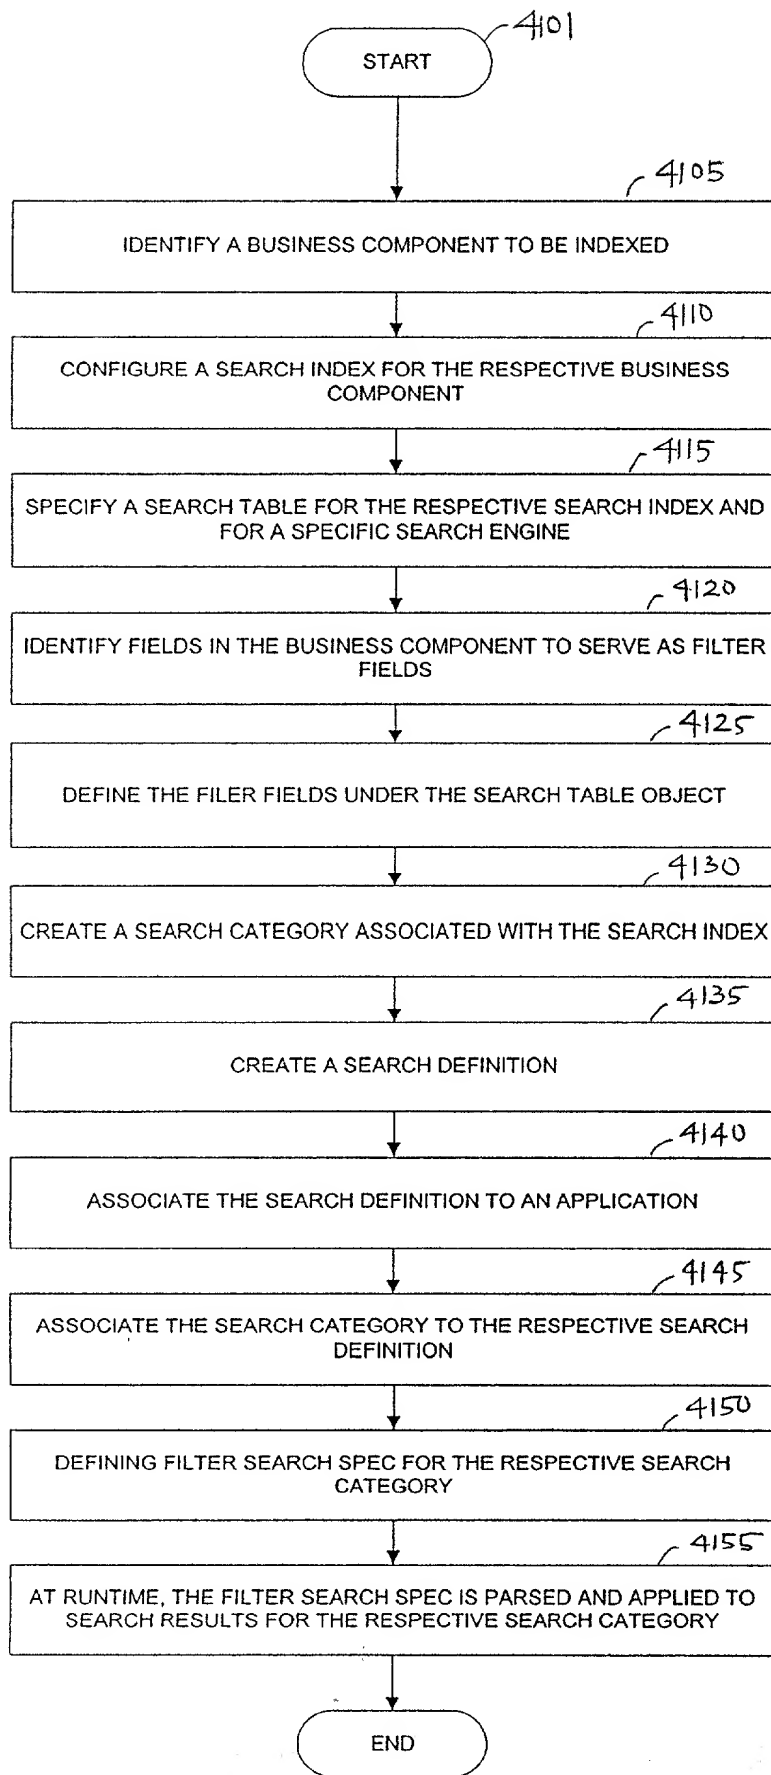 4101
START
4105
IDENTIFY A BUSINESS COMPONENT TO BE INDEXED
4110
CONFIGURE A SEARCH INDEX FOR THE RESPECTIVE BUSINESS
COMPONENT
4115
SPECIFY A SEARCH TABLE FOR THE RESPECTIVE SEARCH INDEX AND
FOR A SPECIFIC SEARCH ENGINE
4120
IDENTIFY FIELDS IN THE BUSINESS COMPONENT TO SERVE AS FILTER
FIELDS
4125
DEFINE THE FILER FIELDS UNDER THE SEARCH TABLE OBJECT
4130
CREATE A SEARCH CATEGORY ASSOCIATED WITH THE SEARCH INDEX
4135
CREATE A SEARCH DEFINITION
4140
ASSOCIATE THE SEARCH DEFINITION TO AN APPLICATION
4145
ASSOCIATE THE SEARCH CATEGORY TO THE RESPECTIVE SEARCH
DEFINITION
4150
DEFINING FILTER SEARCH SPEC FOR THE RESPECTIVE SEARCH
CATEGORY
4155
AT RUNTIME, THE FILTER SEARCH SPEC IS PARSED AND APPLIED TO
SEARCH RESULTS FOR THE RESPECTIVE SEARCH CATEGORY
END